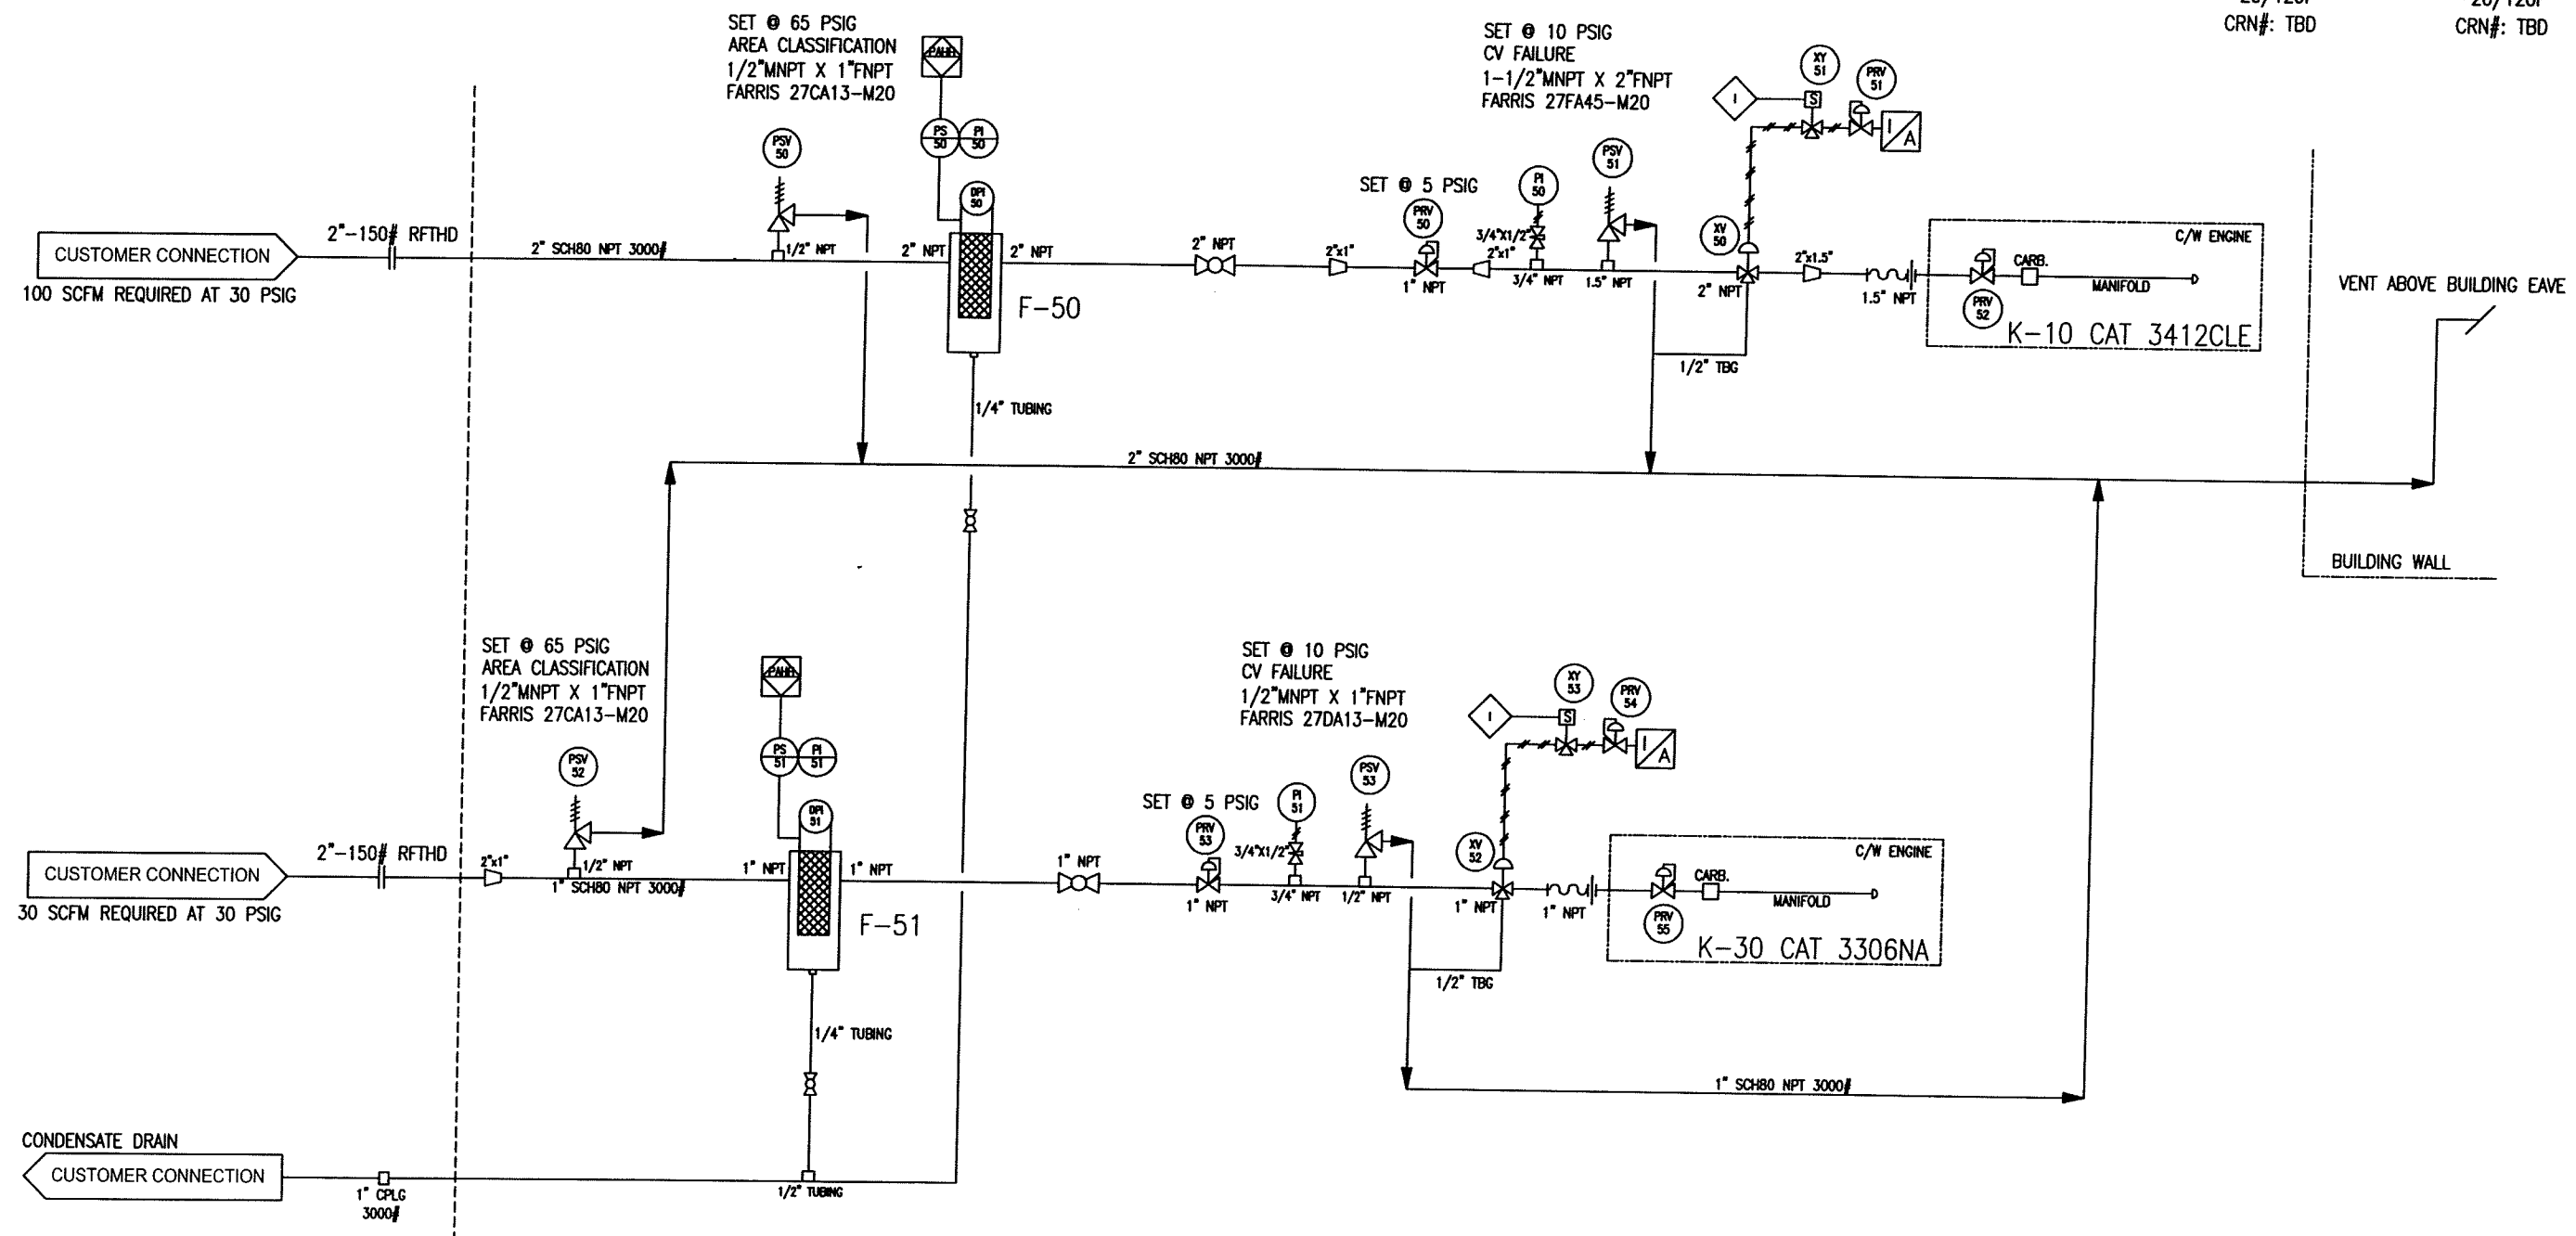 CRN#: TBD
CRN#: TBD
SET @ 65 PSIG
AREA CLASSIFICATION
1/2"MNPT X 1"FNPT
FARRIS 27CA13-M20
PAHH
PS
50
PI
50
PSV
50
DPI
50
SET @ 10 PSIG
CV FAILURE
1-1/2"MNPT X 2"FNPT
FARRIS 27FA45-M20
XY
51
PRV
51
I
S
I/A
PSV
51
SET @ 5 PSIG
PRV
50
PI
50
3/4"X1/2"
XV
50
CUSTOMER CONNECTION
100 SCFM REQUIRED AT 30 PSIG
2"-150# RFTHD
2" SCH80 NPT 3000#
1/2" NPT
2" NPT
2" NPT
F-50
2" NPT
2"x1"
1" NPT
2"x1"
3/4" NPT
1.5" NPT
2" NPT
2"x1.5"
1.5" NPT
C/W ENGINE
CARB.
MANIFOLD
PRV
52
K-10 CAT 3412CLE
VENT ABOVE BUILDING EAVE
1/2" TBG
1/4" TUBING
2" SCH80 NPT 3000#
BUILDING WALL
SET @ 65 PSIG
AREA CLASSIFICATION
1/2"MNPT X 1"FNPT
FARRIS 27CA13-M20
PAHH
PS
51
PI
51
PSV
52
DPI
51
SET @ 10 PSIG
CV FAILURE
1/2"MNPT X 1"FNPT
FARRIS 27DA13-M20
XY
53
PRV
54
I
S
I/A
PSV
53
SET @ 5 PSIG
PRV
53
PI
51
3/4"X1/2"
XV
52
CUSTOMER CONNECTION
30 SCFM REQUIRED AT 30 PSIG
2"-150# RFTHD
2"x1"
1/2" NPT
1" SCH80 NPT 3000#
1" NPT
1" NPT
F-51
1" NPT
1" NPT
3/4" NPT
1/2" NPT
1" NPT
1" NPT
C/W ENGINE
CARB.
MANIFOLD
PRV
55
K-30 CAT 3306NA
1/2" TBG
1/4" TUBING
1" SCH80 NPT 3000#
CONDENSATE DRAIN
CUSTOMER CONNECTION
1" CPLG
3000#
1/2" TUBING